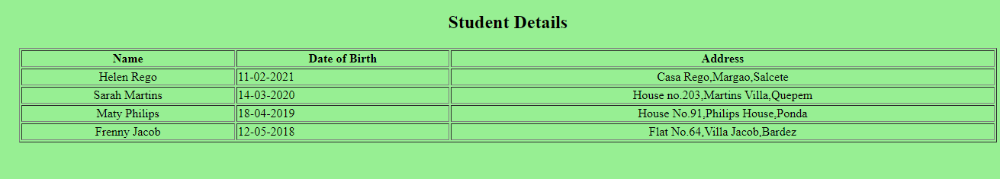 Student Details
Name Date of Birth Address
Helen Rego 11-02-2021 Casa Rego,Margao,Salcete
Sarah Martins 14-03-2020 House no.203,Martins Villa,Quepem
Maty Philips 18-04-2019 House No.91,Philips House,Ponda
Frenny Jacob 12-05-2018 Flat No.64,Villa Jacob,Bardez